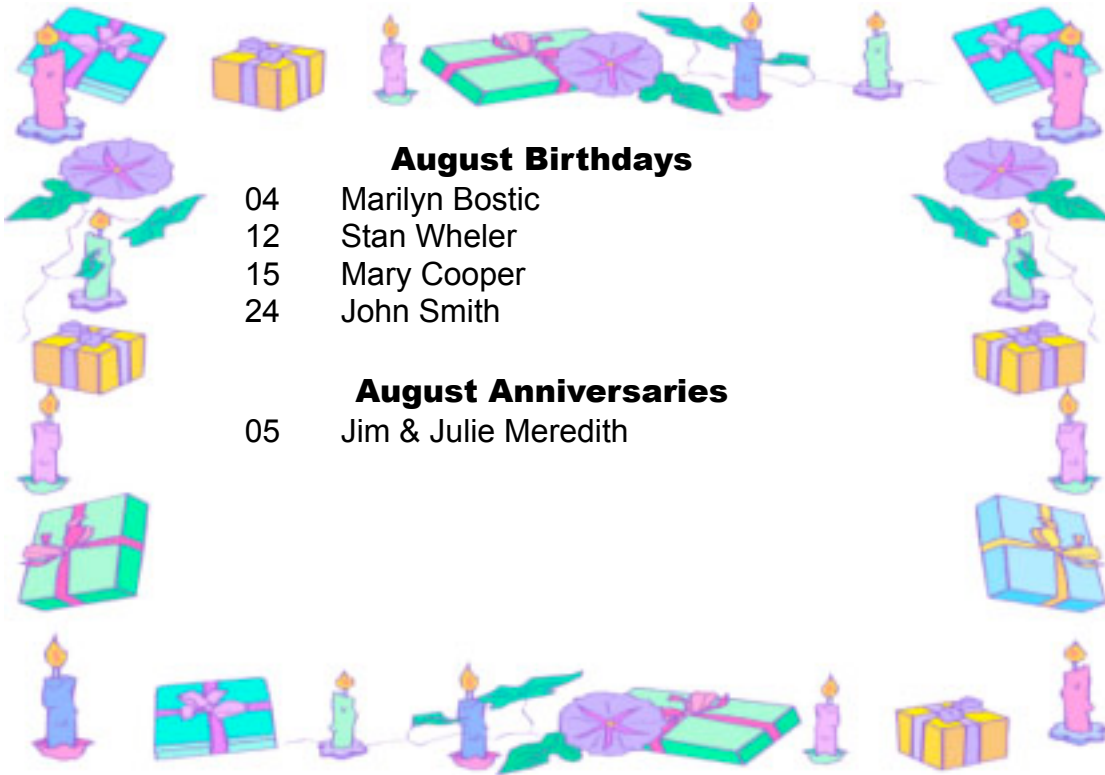 August Birthdays
04 Marilyn Bostic
12 Stan Wheler
15 Mary Cooper
24 John Smith
August Anniversaries
05 Jim & Julie Meredith